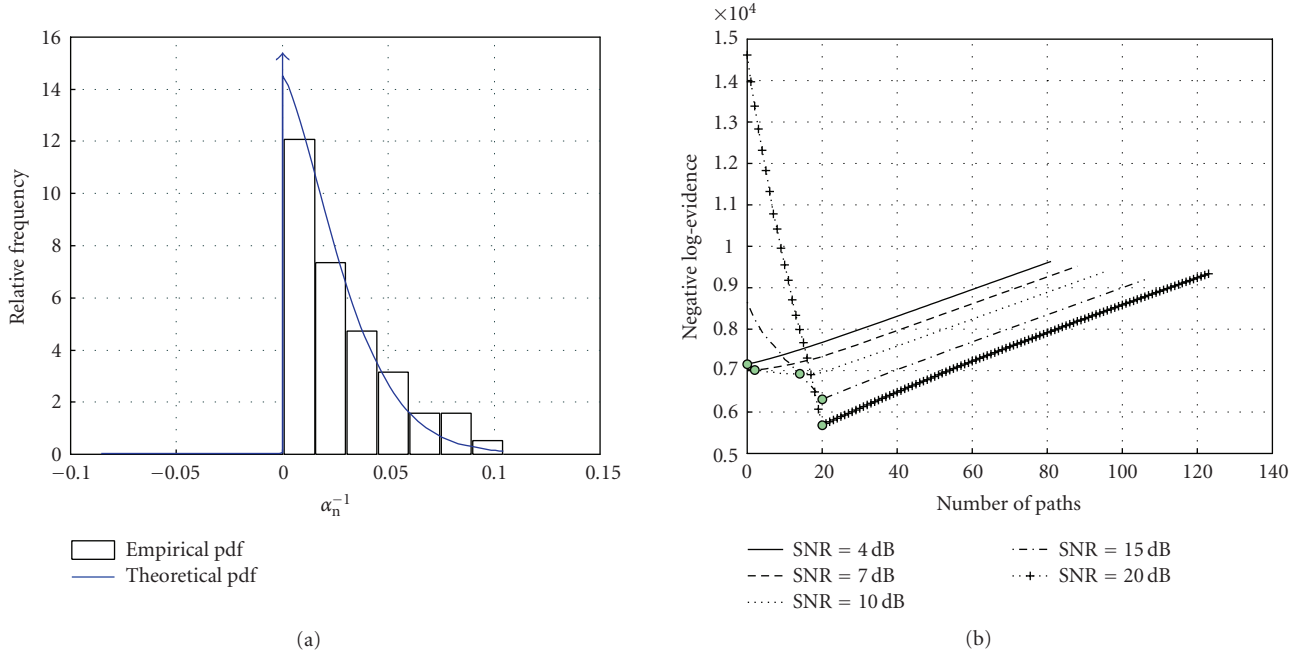 16
14
12
10
8
6
4
2
0
Relative frequency
−0.1
−0.05
0
0.05
0.1
0.15
αn−1
Empirical pdf
Theoretical pdf
(a)
×10^4
1.5
1.4
1.3
1.2
1.1
1
0.9
0.8
0.7
0.6
0.5
Negative log-evidence
0
20
40
60
80
100
120
140
Number of paths
SNR = 4 dB
SNR = 7 dB
SNR = 10 dB
SNR = 15 dB
SNR = 20 dB
(b)